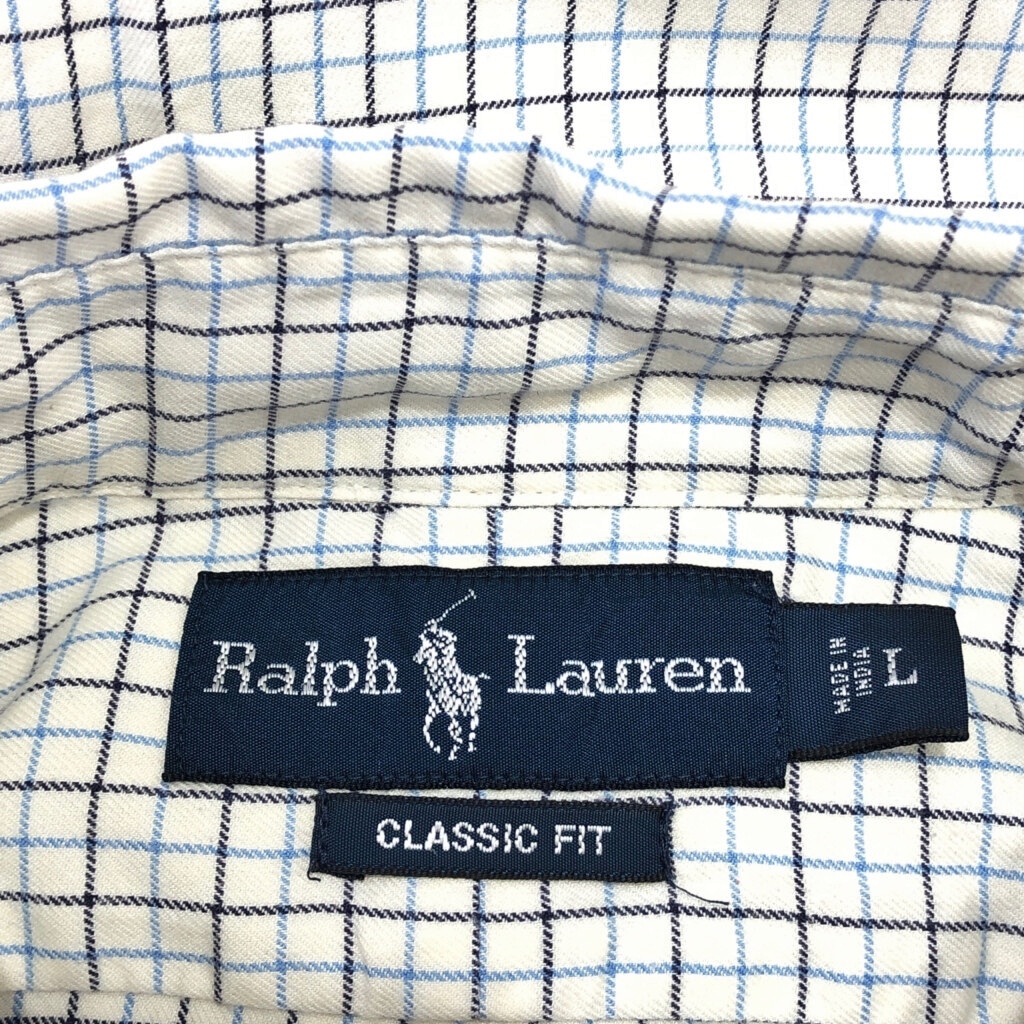 Ralph Lauren
MADE IN
INDIA
L
CLASSIC FIT